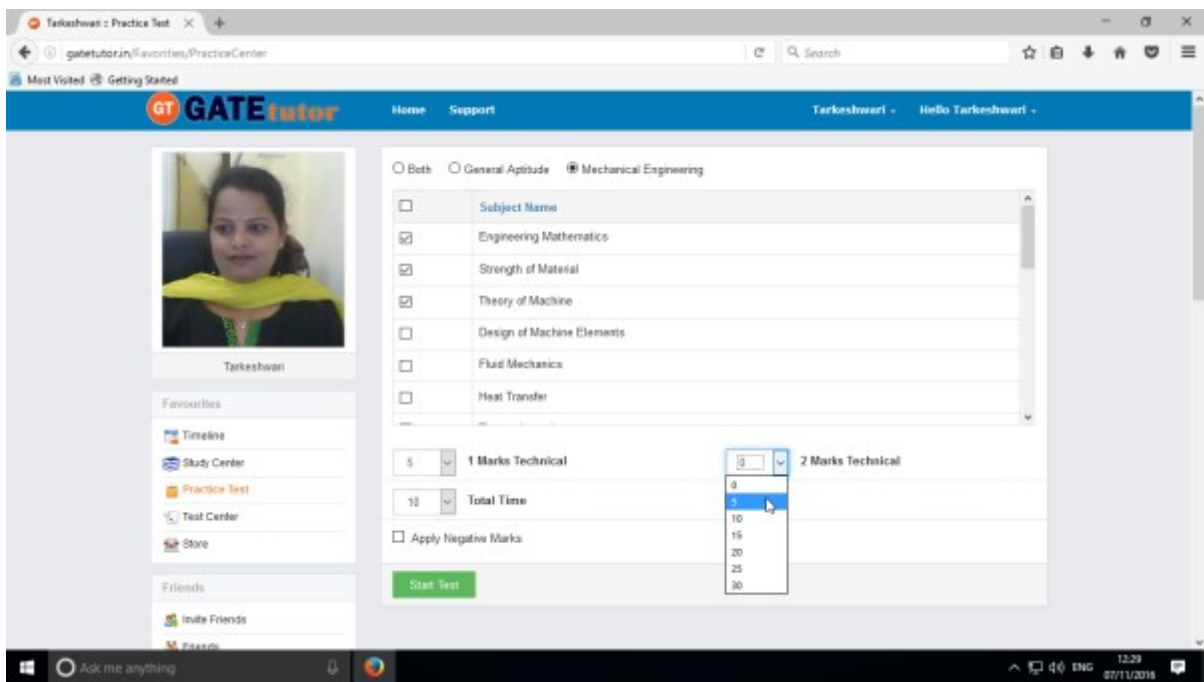 Tarkeshwari :: Practice Test
gatetutor.in/Favorities/PracticeCenter
Search
Most Visited Getting Started
GT GATEtutor Home Support Tarkeshwari Hello Tarkeshwari
Both General Aptitude Mechanical Engineering
Subject Name
Engineering Mathematics
Strength of Material
Theory of Machine
Design of Machine Elements
Fluid Mechanics
Heat Transfer
Tarkeshwari
Favourites
Timeline
Study Center
Practice Test
Test Center
Store
Friends
Invite Friends
Friends
5 1 Marks Technical 0 2 Marks Technical
0
5
10
15
20
25
30
10 Total Time
Apply Negative Marks
Start Test
Ask me anything
ENG 12:29
07/11/2016